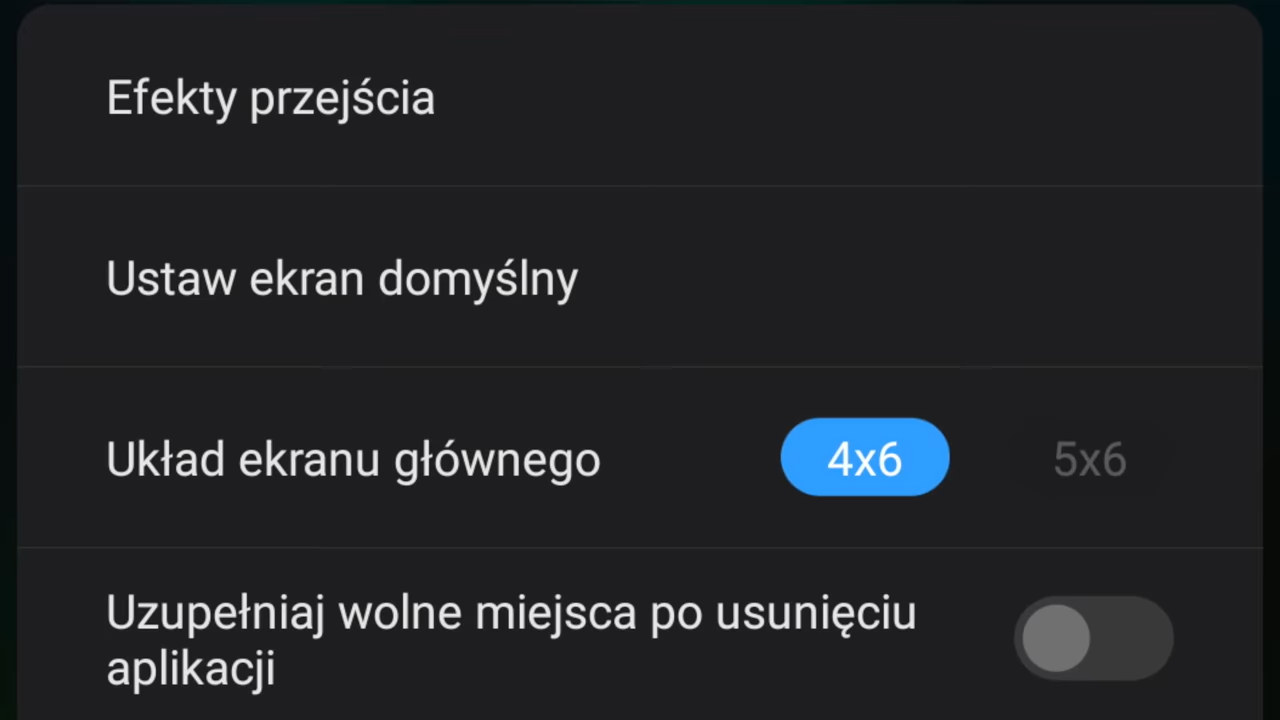 Efekty przejścia
Ustaw ekran domyślny
Układ ekranu głównego 4x6 5x6
Uzupełniaj wolne miejsca po usunięciu
aplikacji